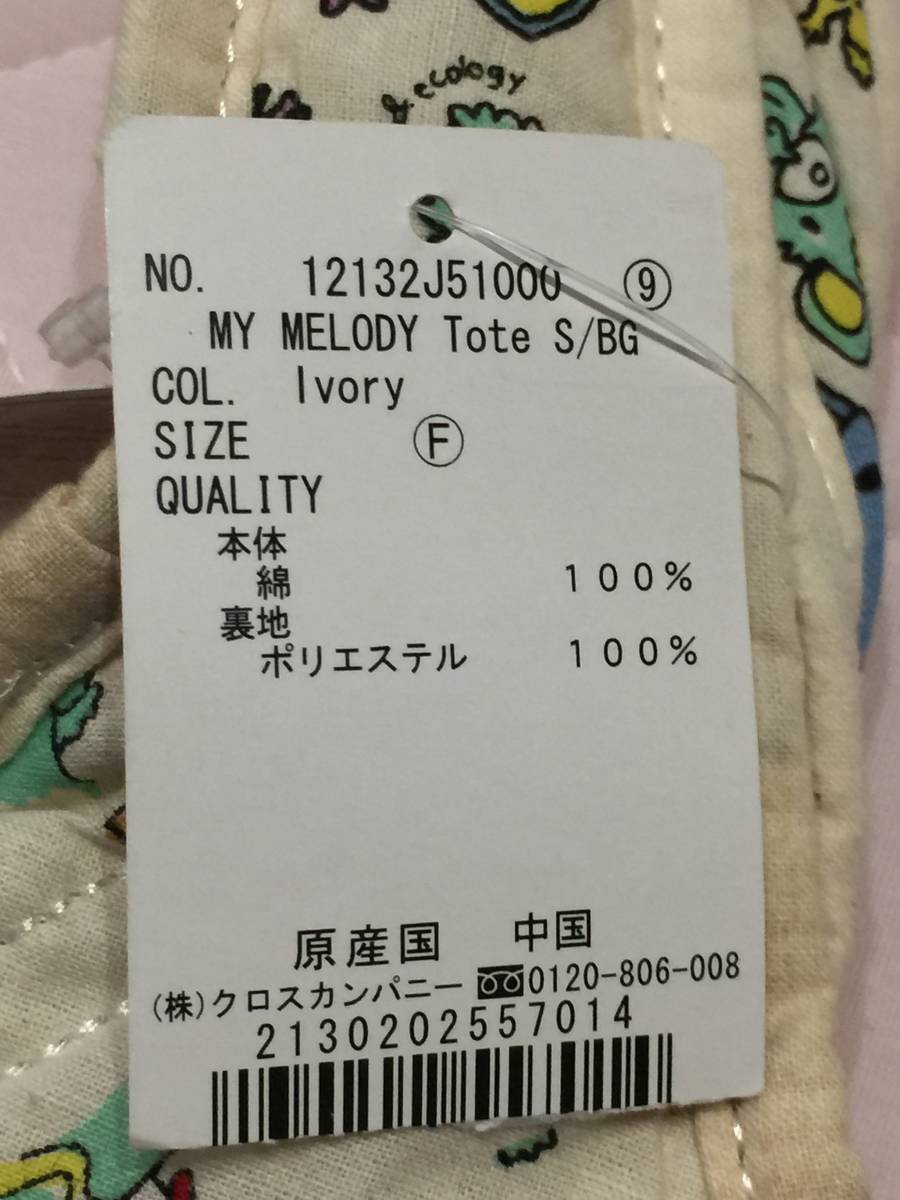 & ecology
NO. 12132J51000 ⑨
MY MELODY Tote S/BG
COL. Ivory
SIZE Ⓕ
QUALITY
本体
綿 100%
裏地
ポリエステル 100%
原産国 中国
(株)クロスカンパニー 0120-806-008
2130202557014